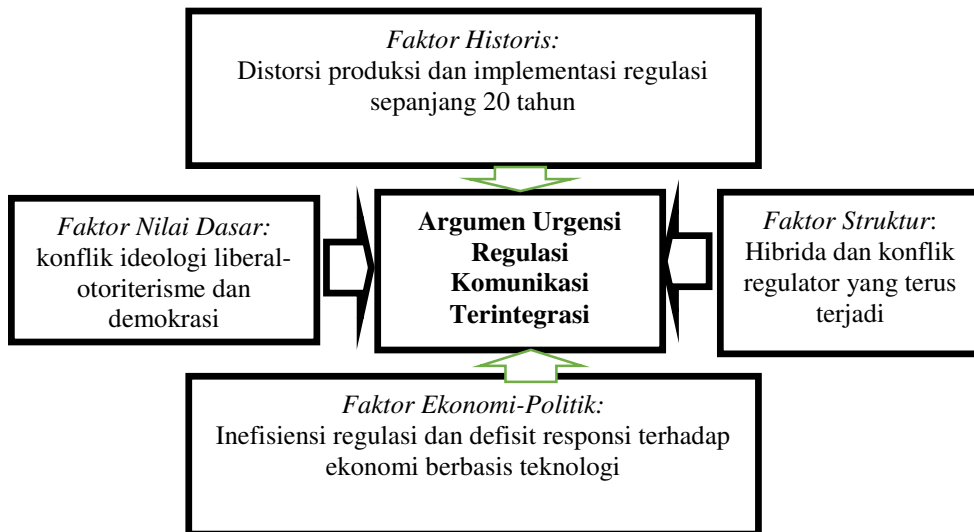 Faktor Historis:
Distorsi produksi dan implementasi regulasi
sepanjang 20 tahun
Faktor Nilai Dasar:
konflik ideologi liberal-
otoriterisme dan
demokrasi
Argumen Urgensi
Regulasi
Komunikasi
Terintegrasi
Faktor Struktur:
Hibrida dan konflik
regulator yang terus
terjadi
Faktor Ekonomi-Politik:
Inefisiensi regulasi dan defisit responsi terhadap
ekonomi berbasis teknologi